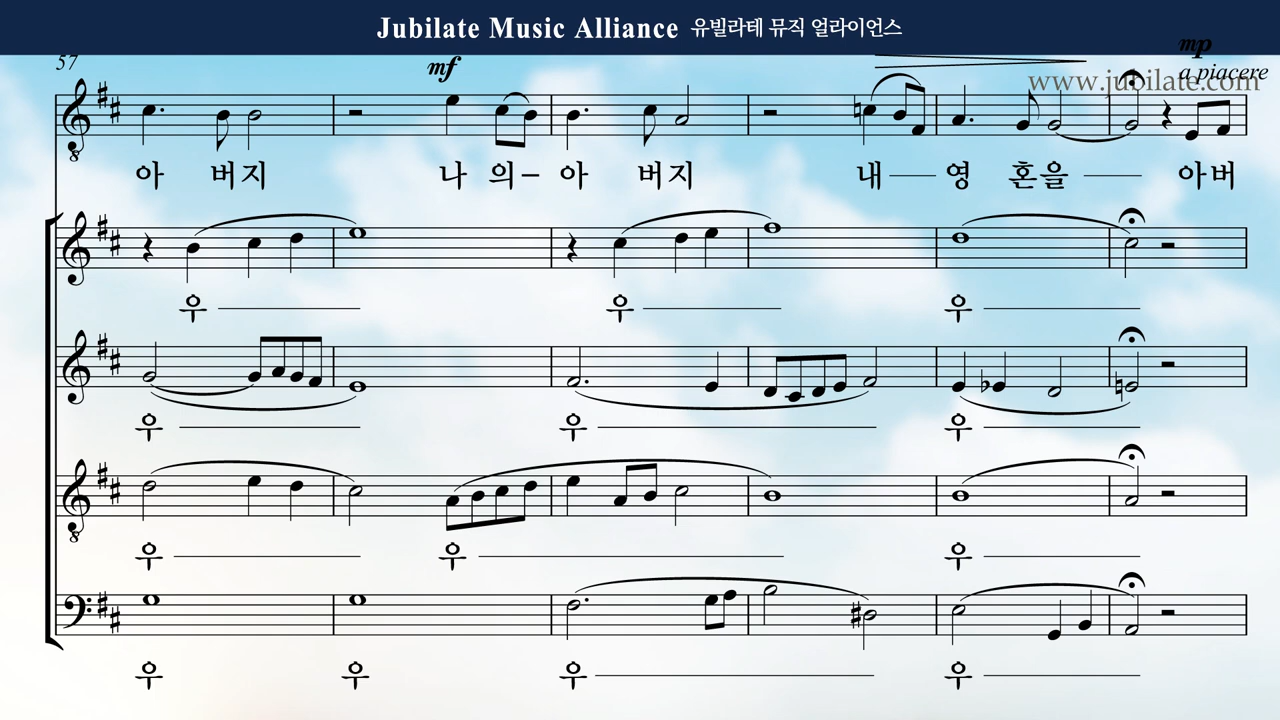 Jubilate Music Alliance 유빌라테 뮤직 얼라이언스
57
mf
mp
a piacere
www.jubilate.com
아 버지 나 의- 아 버지 내 영 혼을 아버
우 우 우
우 우 우
우 우 우
우 우 우 우